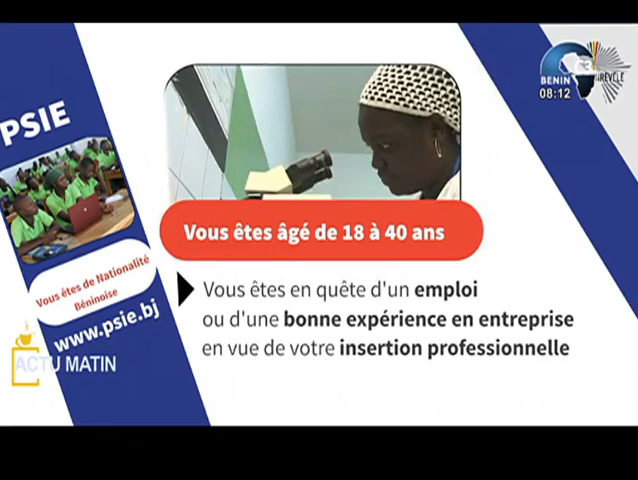 PSIE
Vous êtes de Nationalité
Béninoise
www.psie.bj
ACTU MATIN
Vous êtes âgé de 18 à 40 ans
Vous êtes en quête d'un emploi
ou d'une bonne expérience en entreprise
en vue de votre insertion professionnelle
BENIN
08:12